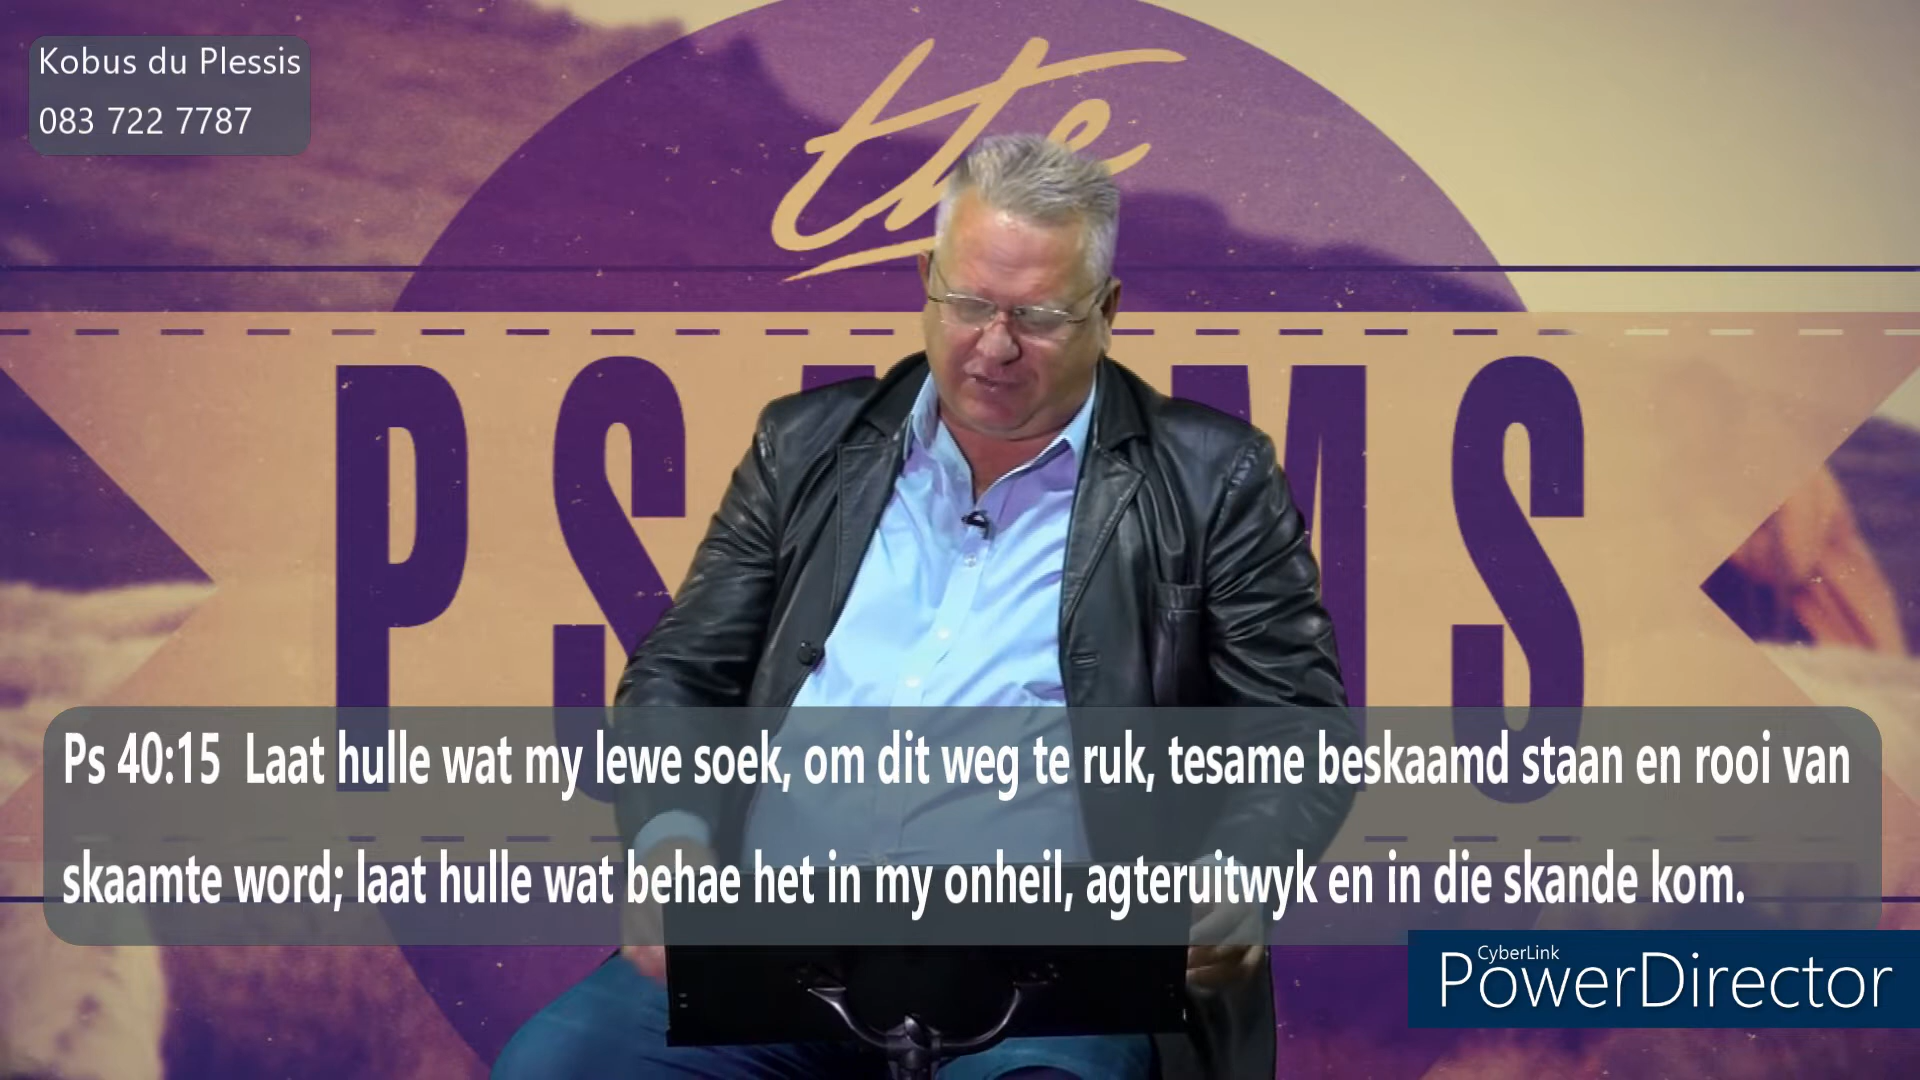 Kobus du Plessis
083 722 7787
the
PSALMS
Ps 40:15 Laat hulle wat my lewe soek, om dit weg te ruk, tesame beskaamd staan en rooi van
skaamte word; laat hulle wat behae het in my onheil, agteruitwyk en in die skande kom.
CyberLink
PowerDirector